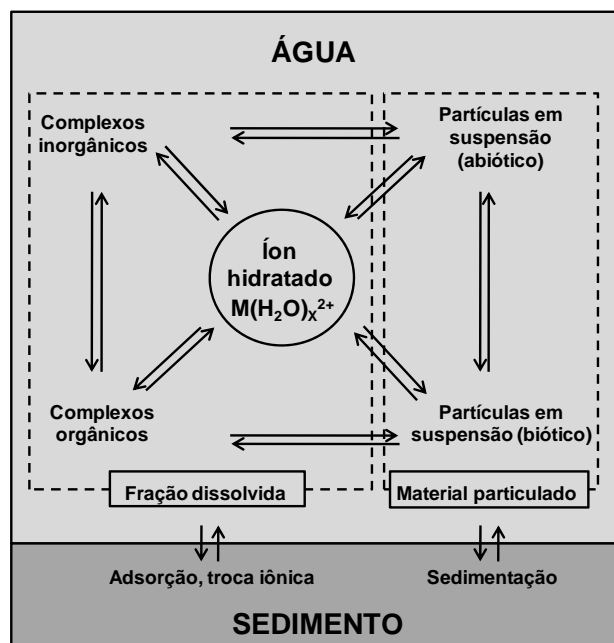 ÁGUA
Complexos
inorgânicos
Partículas em
suspensão
(abiótico)
Íon
hidratado
M(H₂O)ₓ²⁺
Complexos
orgânicos
Partículas em
suspensão (biótico)
Fração dissolvida
Material particulado
Adsorção, troca iônica
Sedimentação
SEDIMENTO